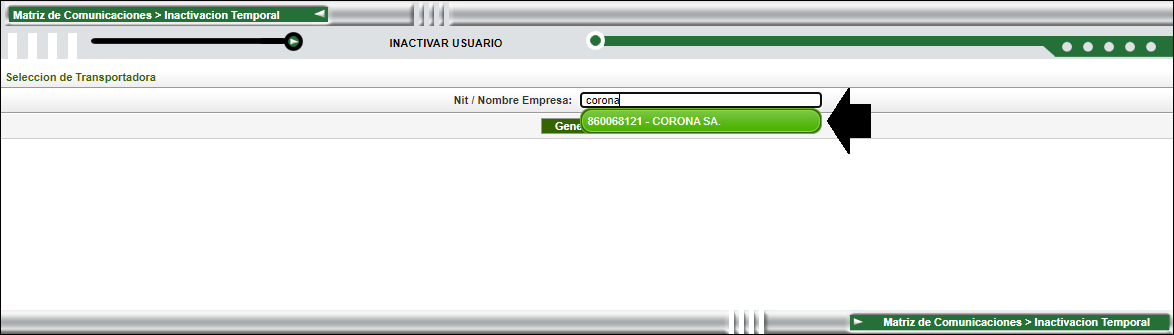 Matriz de Comunicaciones > Inactivacion Temporal
INACTIVAR USUARIO
Seleccion de Transportadora
Nit / Nombre Empresa: corona
860068121 - CORONA SA.
Gene
Matriz de Comunicaciones > Inactivacion Temporal